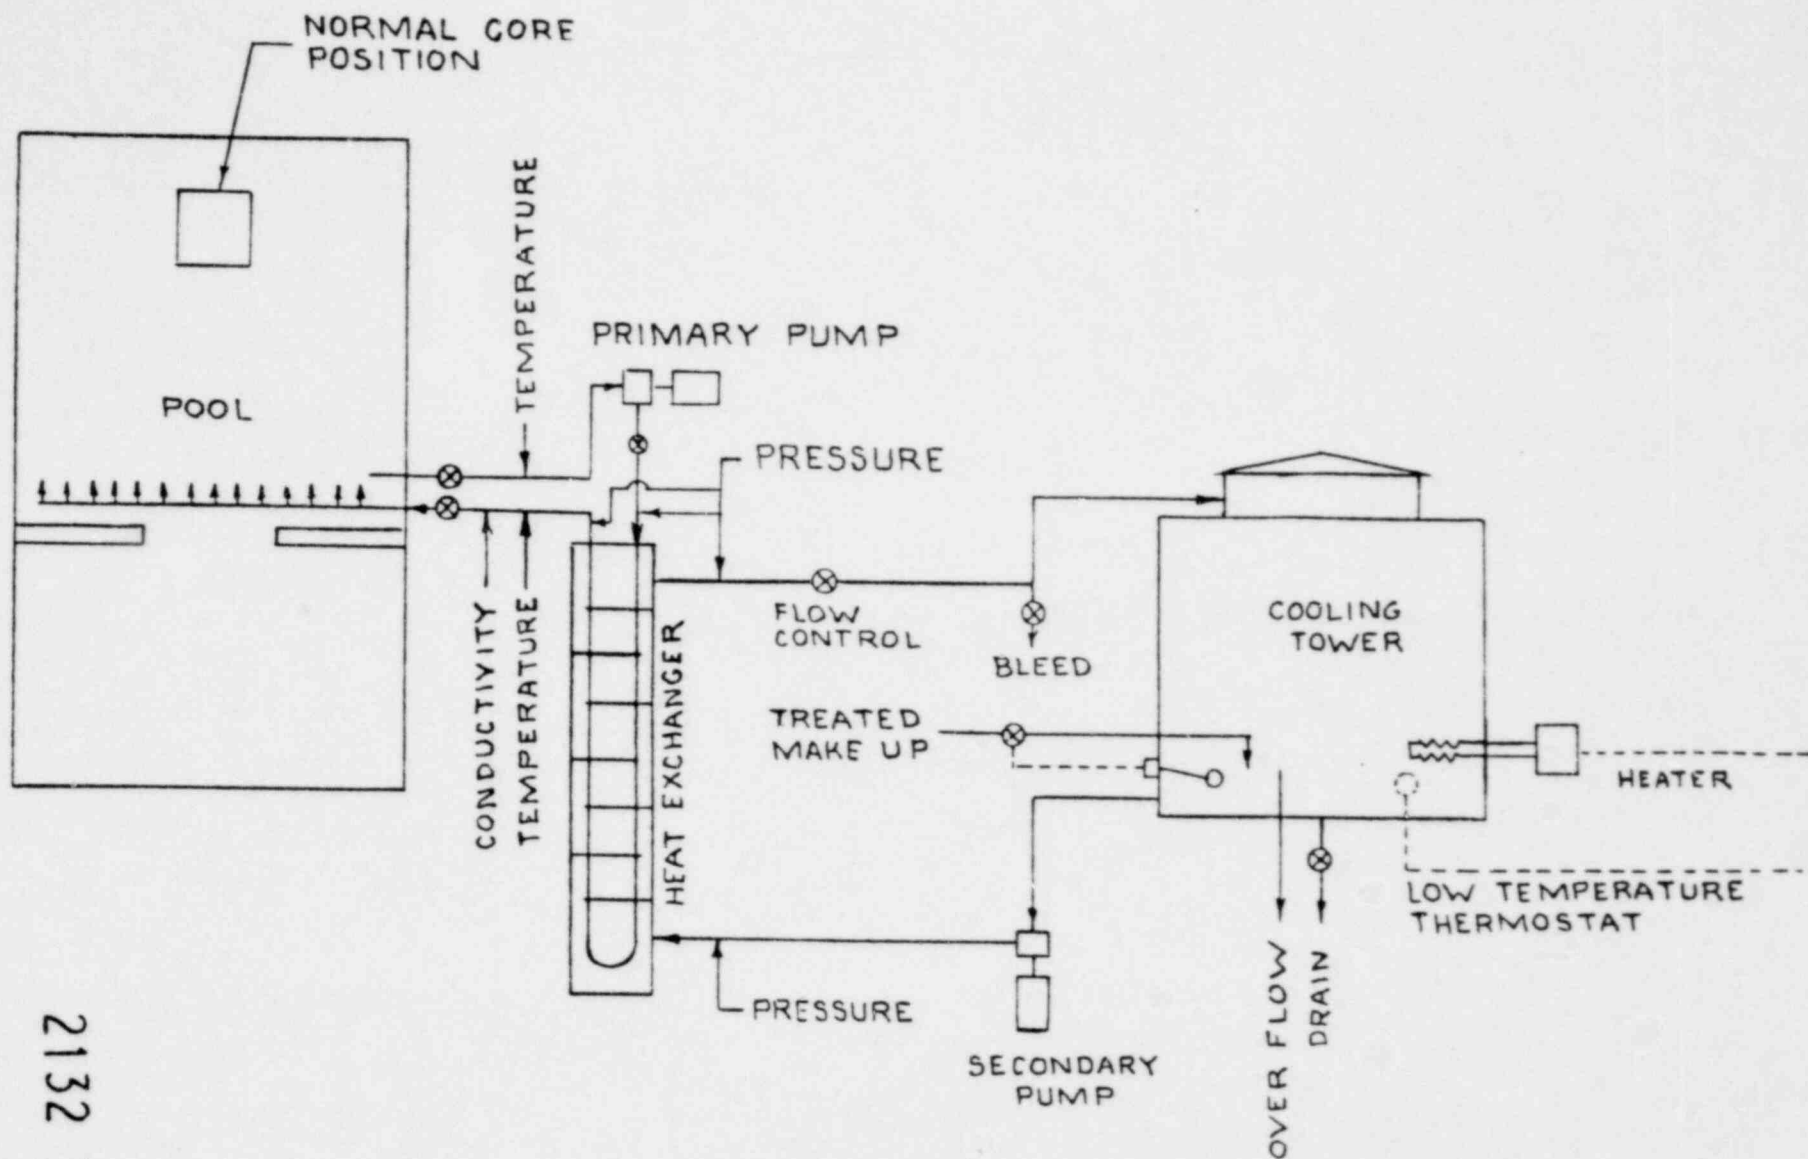 NORMAL CORE
POSITION
TEMPERATURE
PRIMARY PUMP
POOL
PRESSURE
CONDUCTIVITY
TEMPERATURE
HEAT EXCHANGER
FLOW
CONTROL
BLEED
COOLING
TOWER
TREATED
MAKE UP
HEATER
LOW TEMPERATURE
THERMOSTAT
PRESSURE
SECONDARY
PUMP
OVER FLOW
DRAIN
2132